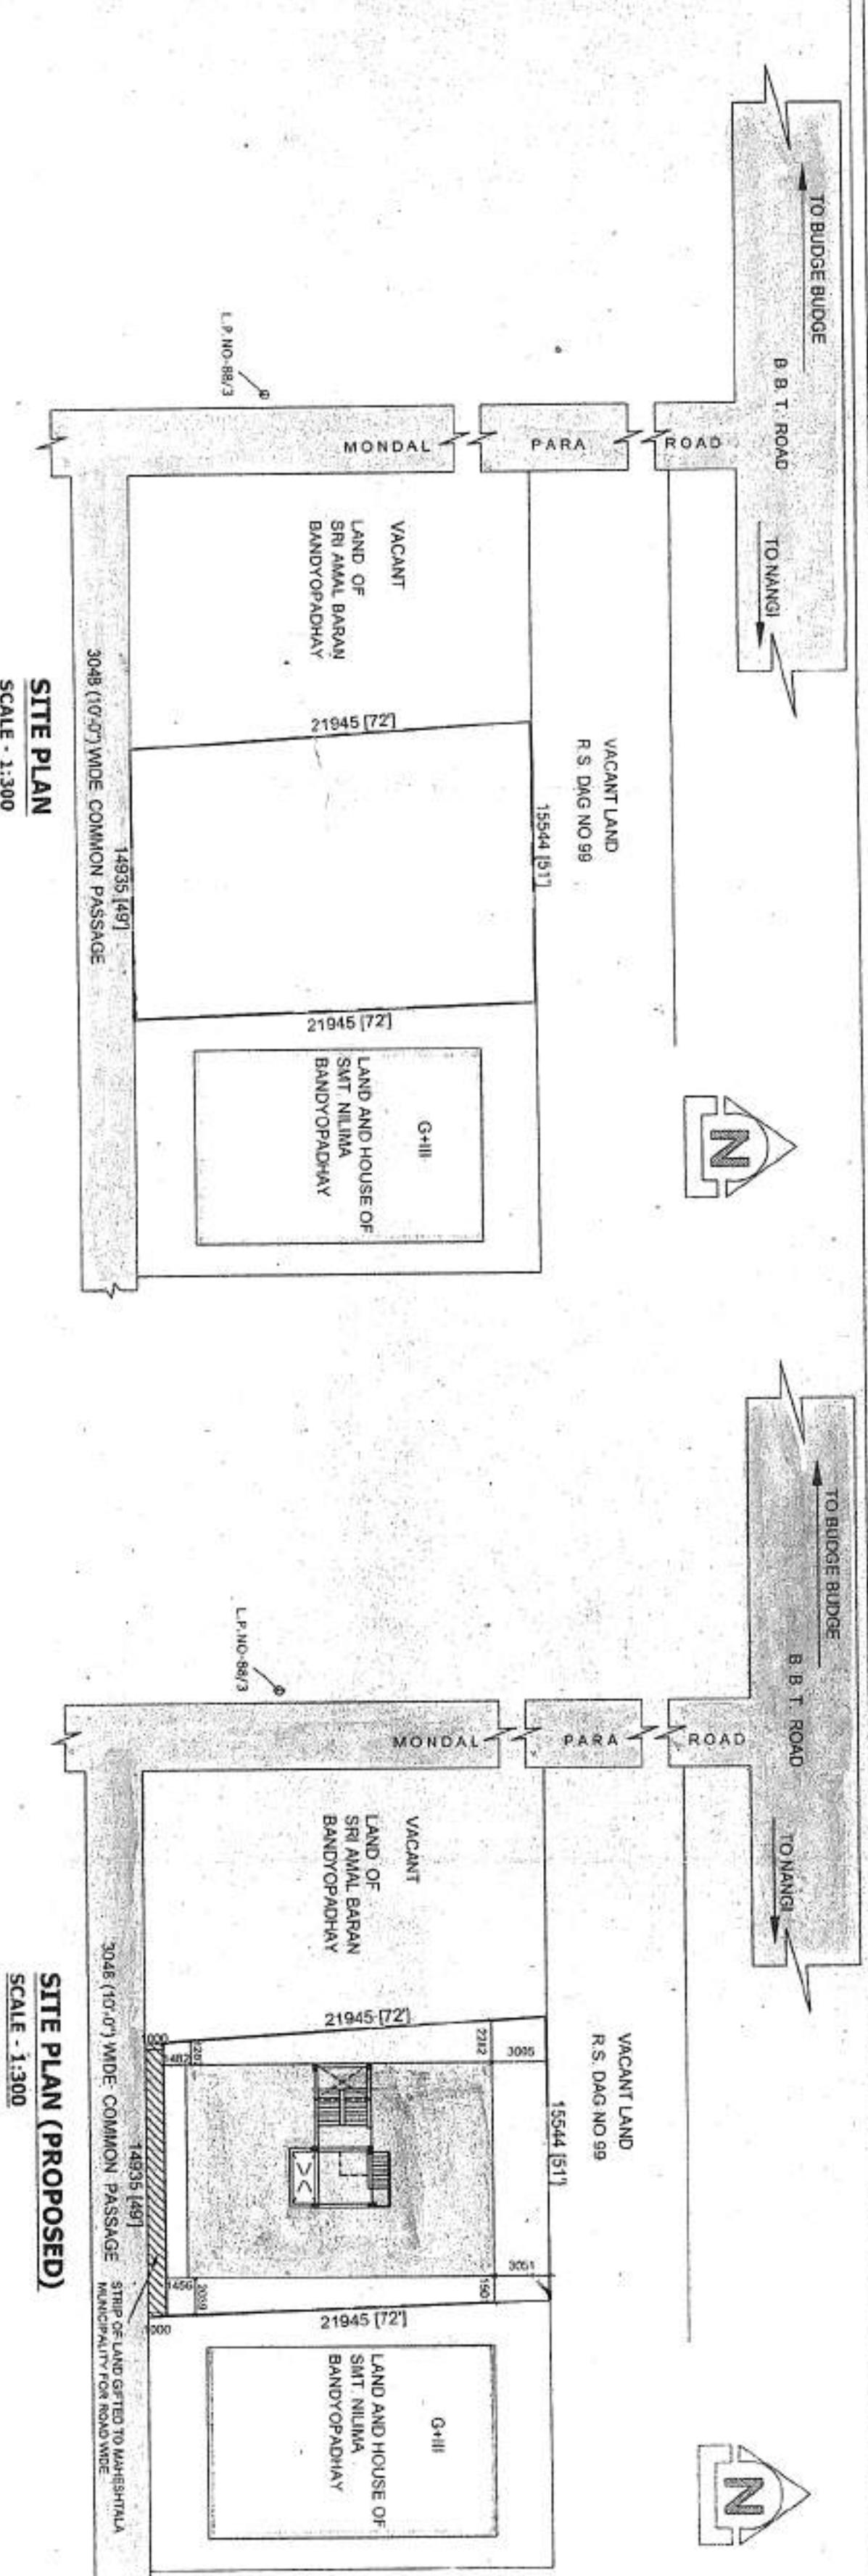 TO BUDGE BUDGE
B. B. T. ROAD
TO NANGI
MONDAL PARA ROAD
L.P.NO-88/3
VACANT
LAND OF
SRI AMAL BARAN
BANDYOPADHAY
VACANT LAND
R.S. DAG NO 99
21945 [72']
15544 [51']
21945 [72']
14935 [49']
3048 (10'-0") WIDE COMMON PASSAGE
G+III
LAND AND HOUSE OF
SMT. NILIMA
BANDYOPADHAY
N
SITE PLAN
SCALE - 1:300
TO BUDGE BUDGE
B B T. ROAD
TO NANGI
MONDAL PARA ROAD
L.P.NO-88/3
VACANT
LAND OF
SRI AMAL BARAN
BANDYOPADHAY
VACANT LAND
R.S. DAG NO 99
21945 [72']
2282
3005
15544 [51']
1000
1482
3051
1456
2059
1000
21945 [72']
14935 [49']
3048 (10'-0") WIDE COMMON PASSAGE
STRIP OF LAND GIFTED TO MAHESHTALA
MUNICIPALITY FOR ROAD WIDE
G+III
LAND AND HOUSE OF
SMT. NILIMA
BANDYOPADHAY
N
SITE PLAN (PROPOSED)
SCALE - 1:300